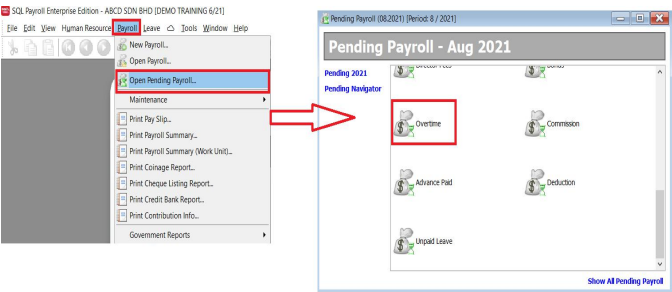 SQL Payroll Enterprise Edition - ABCD SDN BHD [DEMO TRAINING 6/21]
File Edit View Human Resource Payroll Leave Tools Window Help
New Payroll...
Open Payroll...
Open Pending Payroll...
Maintenance
Print Pay Slip...
Print Payroll Summary...
Print Payroll Summary (Work Unit)...
Print Coinage Report...
Print Cheque Listing Report...
Print Credit Bank Report...
Print Contribution Info...
Government Reports
Pending Payroll (08.2021) [Period: 8 / 2021]
Pending Payroll - Aug 2021
Pending 2021
Pending Navigator
Director Fees
Bonus
Overtime
Commission
Advance Paid
Deduction
Unpaid Leave
Show All Pending Payroll